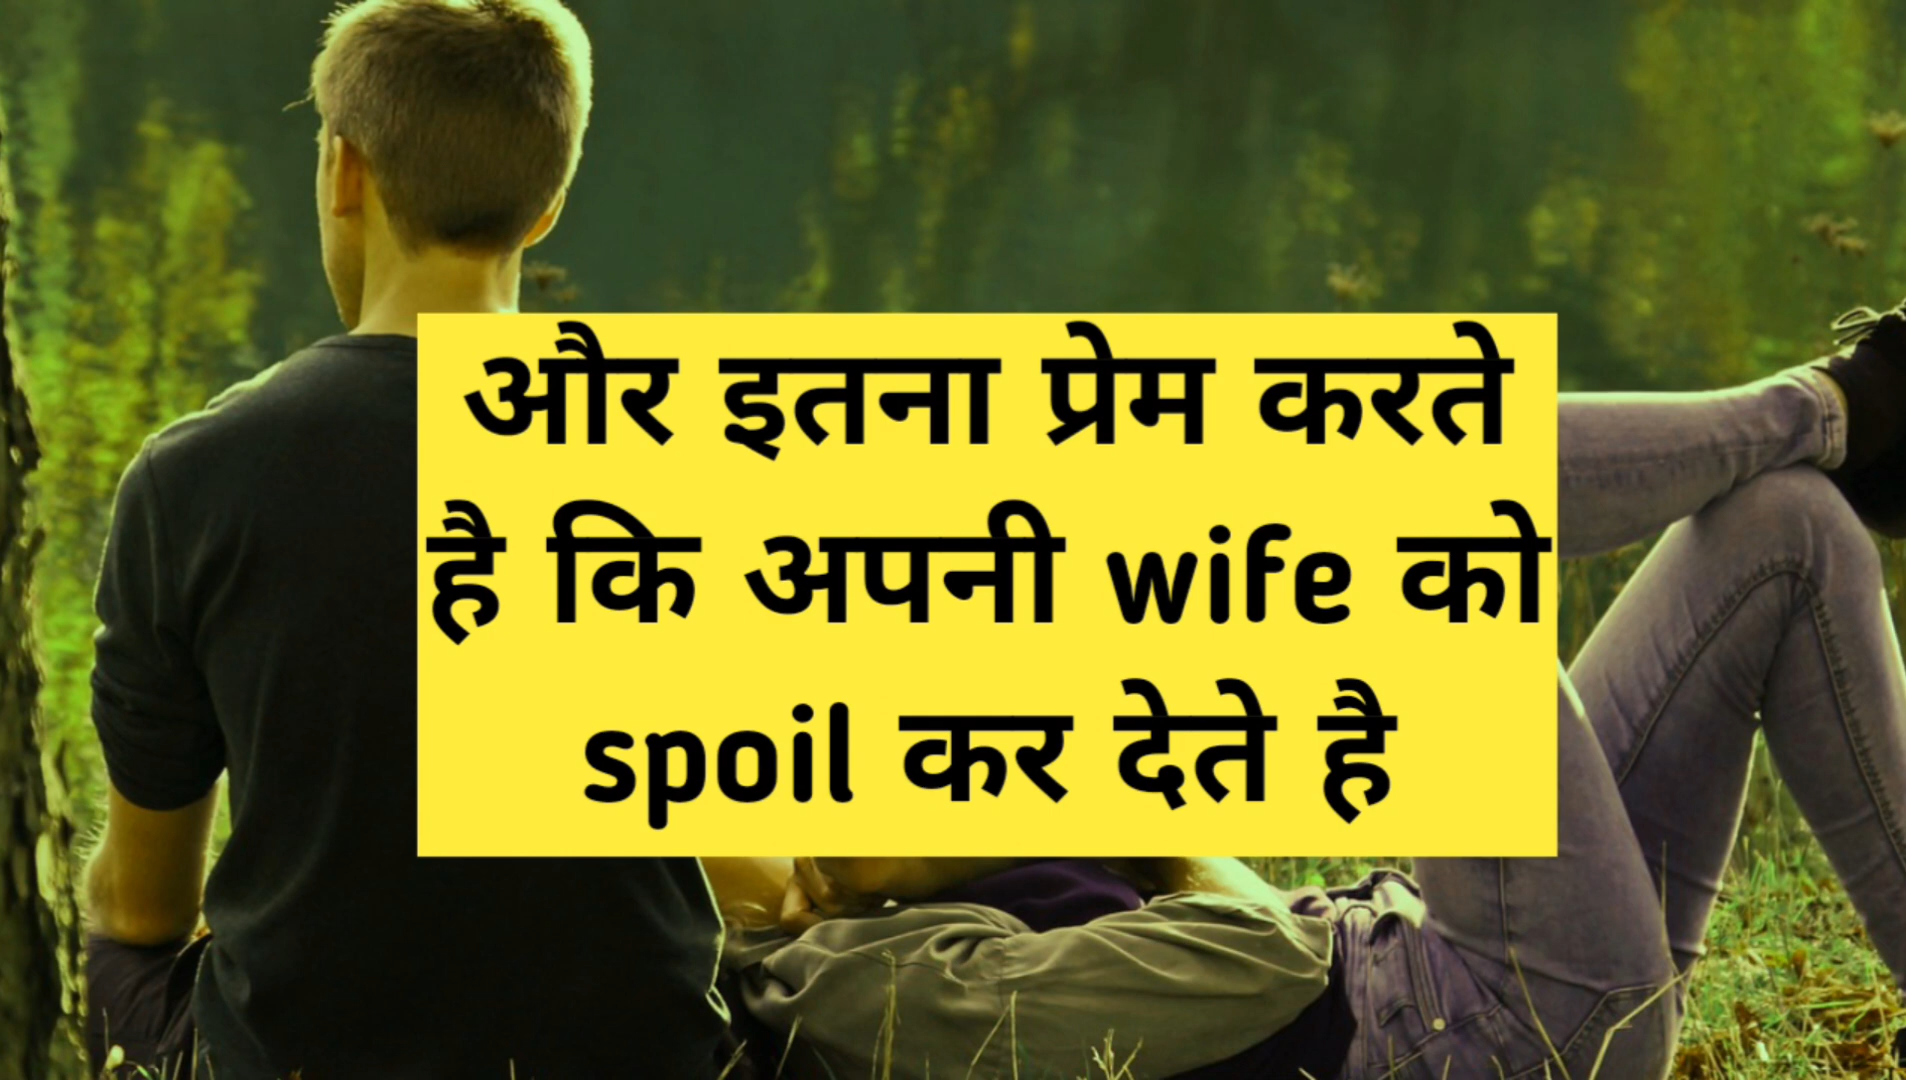 और इतना प्रेम करते
है कि अपनी wife को
spoil कर देते है